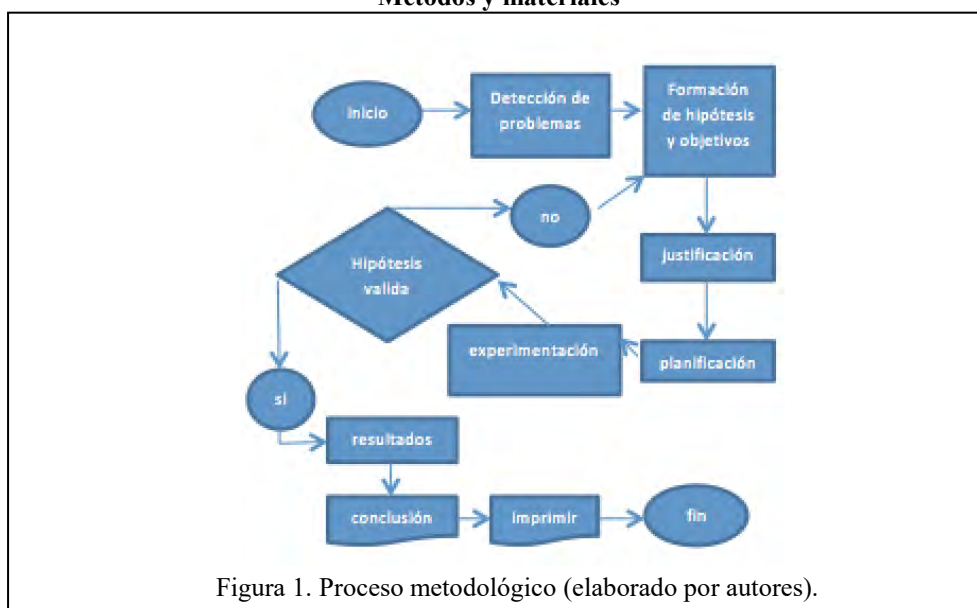 Métodos y materiales
inicio
Detección de
problemas
Formación
de hipótesis
y objetivos
no
Hipótesis
valida
justificación
experimentación
planificación
si
resultados
conclusión
imprimir
fin
Figura 1. Proceso metodológico (elaborado por autores).